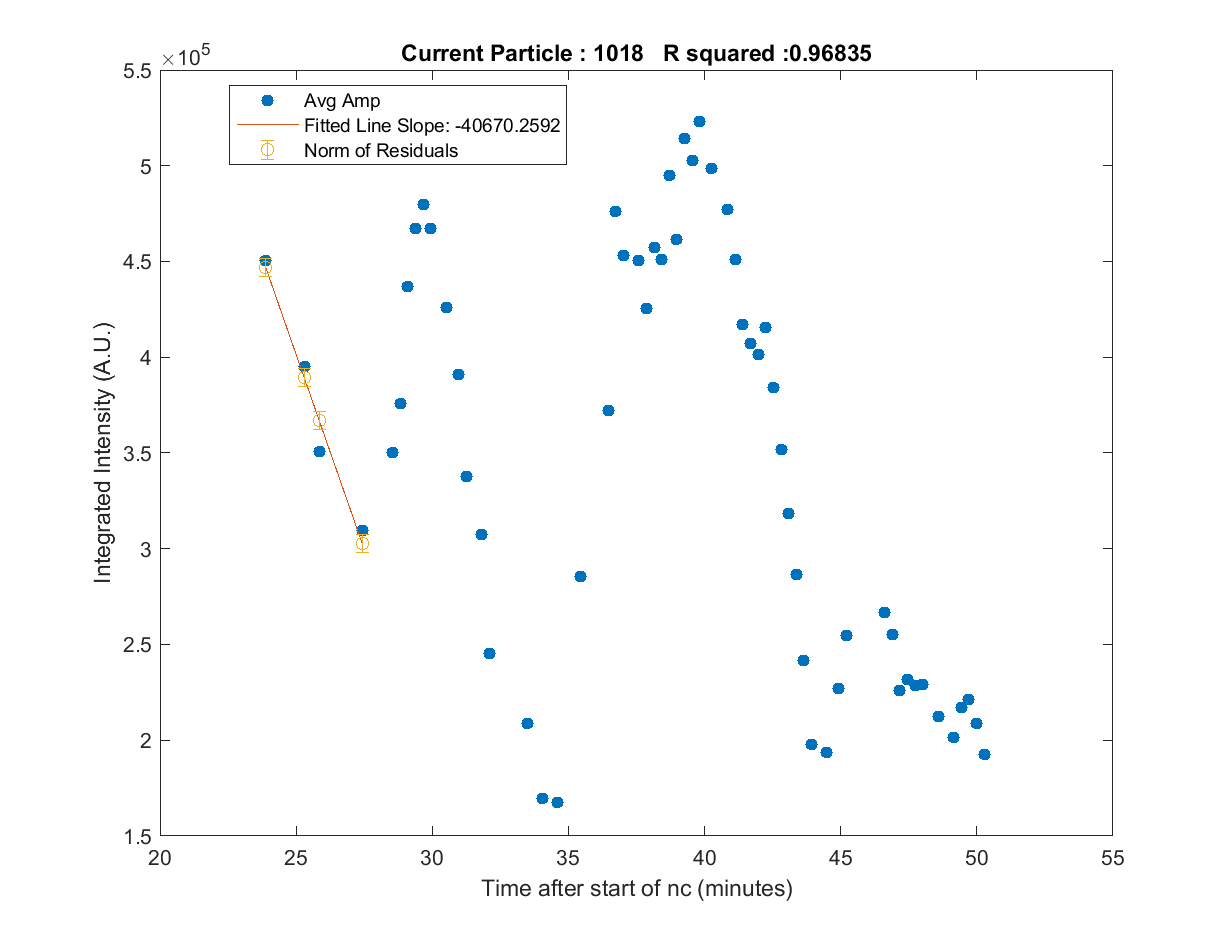 Current Particle : 1018   R squared :0.96835
×10^5
5.5
5
4.5
4
3.5
3
2.5
2
1.5
Avg Amp
Fitted Line Slope: -40670.2592
Norm of Residuals
Integrated Intensity (A.U.)
20 25 30 35 40 45 50 55
Time after start of nc (minutes)